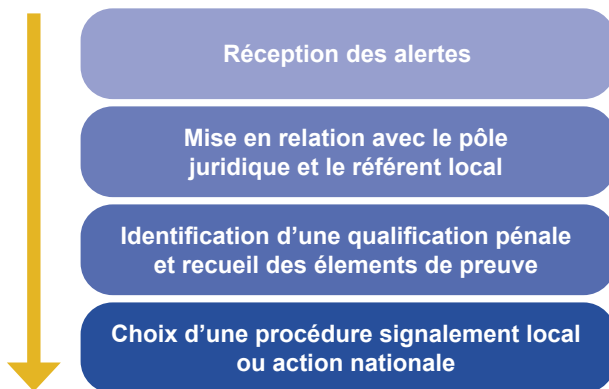 Réception des alertes
Mise en relation avec le pôle
juridique et le référent local
Identification d’une qualification pénale
et recueil des élements de preuve
Choix d’une procédure signalement local
ou action nationale